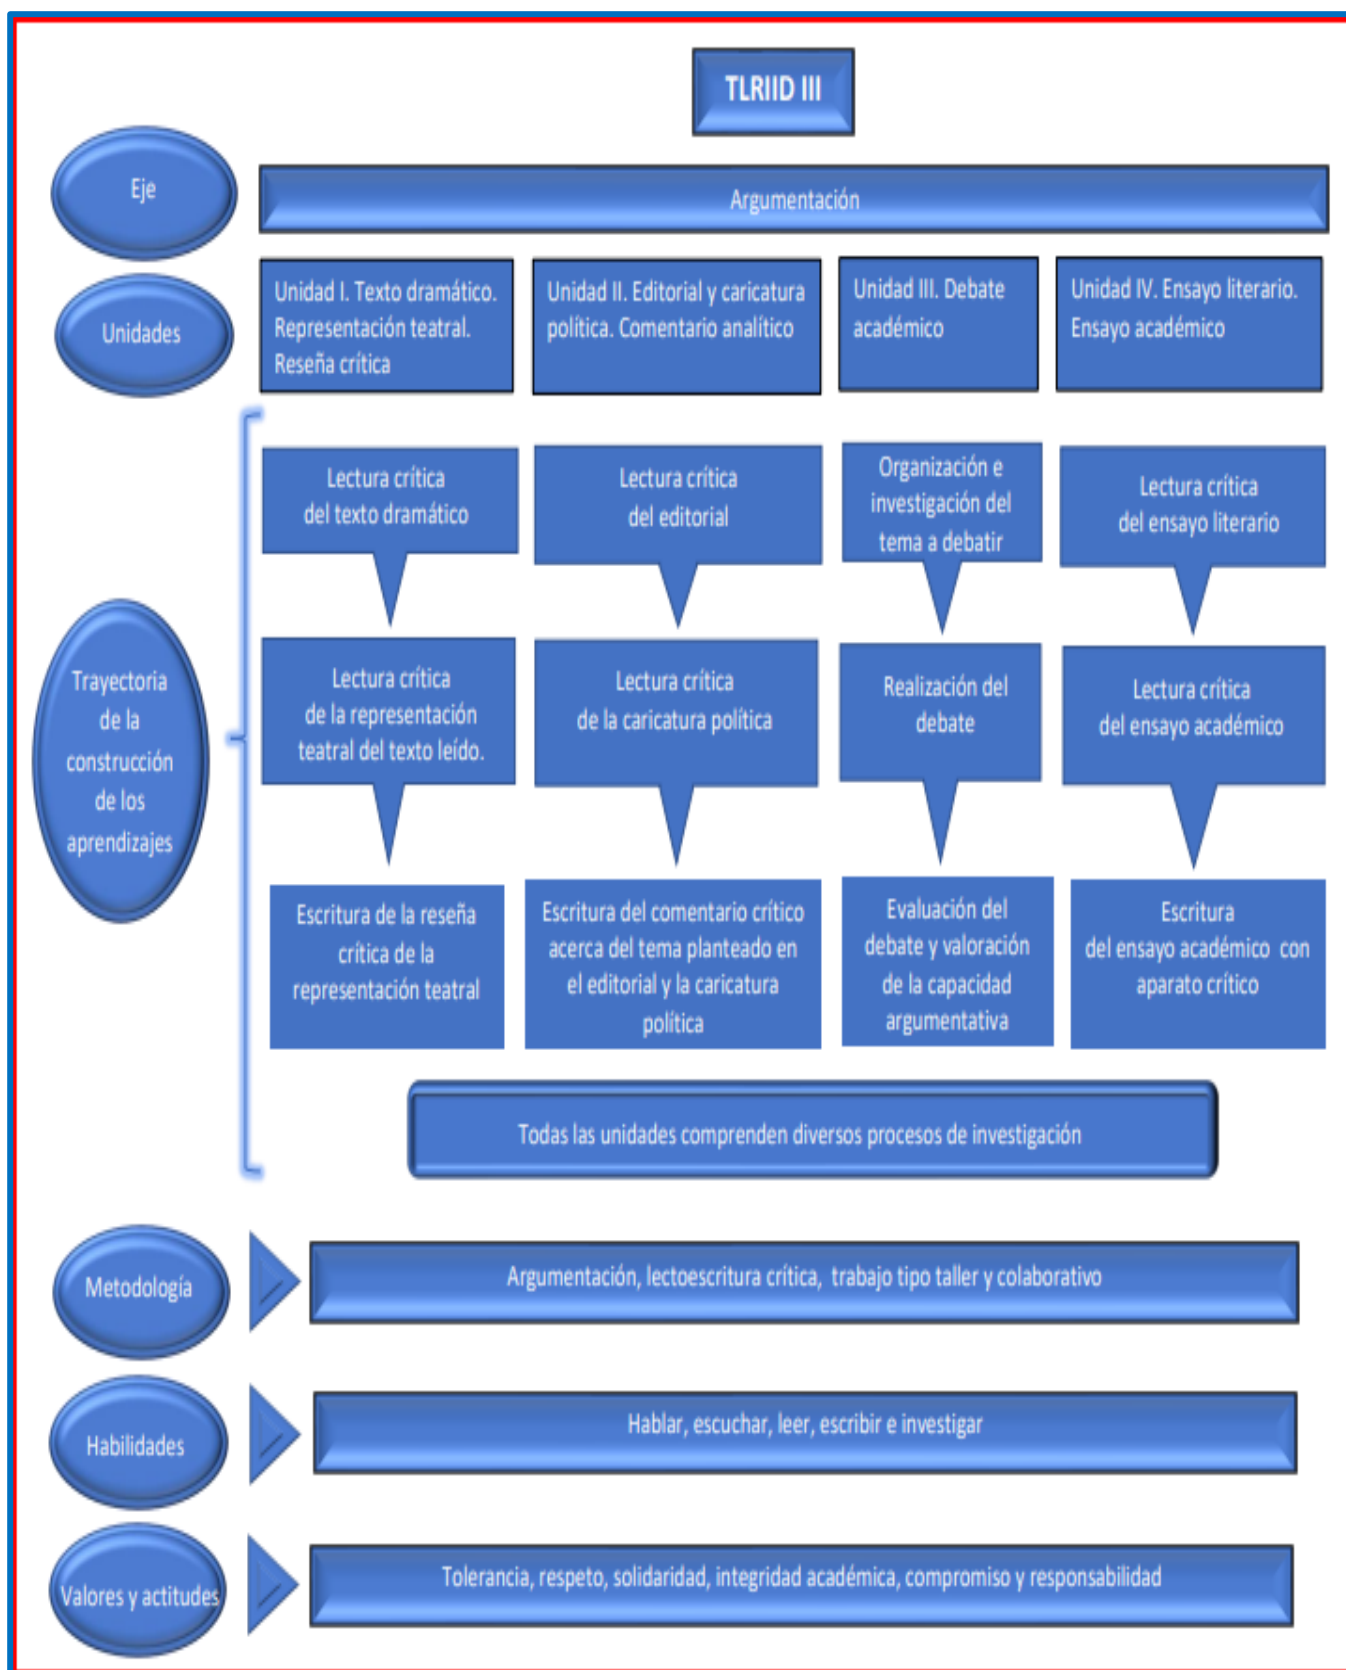 TLRIID III
Eje
Argumentación
Unidades
Unidad I. Texto dramático.
Representación teatral.
Reseña crítica
Unidad II. Editorial y caricatura
política. Comentario analítico
Unidad III. Debate
académico
Unidad IV. Ensayo literario.
Ensayo académico
Trayectoria
de la
construcción
de los
aprendizajes
Lectura crítica
del texto dramático
Lectura crítica
del editorial
Organización e
investigación del
tema a debatir
Lectura crítica
del ensayo literario
Lectura crítica
de la representación
teatral del texto leído.
Lectura crítica
de la caricatura política
Realización del
debate
Lectura crítica
del ensayo académico
Escritura de la reseña
crítica de la
representación teatral
Escritura del comentario crítico
acerca del tema planteado en
el editorial y la caricatura
política
Evaluación del
debate y valoración
de la capacidad
argumentativa
Escritura
del ensayo académico con
aparato crítico
Todas las unidades comprenden diversos procesos de investigación
Metodología
Argumentación, lectoescritura crítica, trabajo tipo taller y colaborativo
Habilidades
Hablar, escuchar, leer, escribir e investigar
Valores y actitudes
Tolerancia, respeto, solidaridad, integridad académica, compromiso y responsabilidad